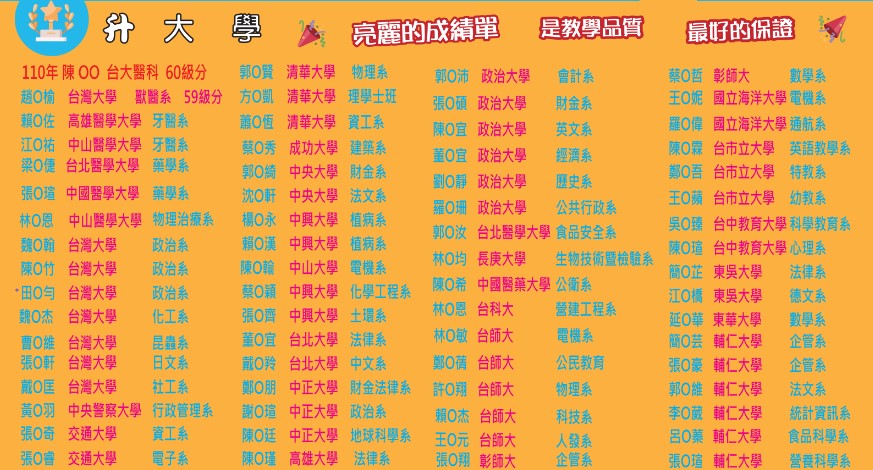 升大學 亮麗的成績單 是教學品質 最好的保證
110年 陳OO 台大醫科 60級分
趙O榆 台灣大學 獸醫系 59級分
賴O佐 高雄醫學大學 牙醫系
江O祐 中山醫學大學 牙醫系
梁O倢 台北醫學大學 藥學系
張O瑄 中國醫學大學 藥學系
林O恩 中山醫學大學 物理治療系
魏O翰 台灣大學 政治系
陳O竹 台灣大學 政治系
田O勻 台灣大學 政治系
魏O杰 台灣大學 化工系
曹O維 台灣大學 昆蟲系
張O軒 台灣大學 日文系
戴O匡 台灣大學 社工系
黃O羽 中央警察大學 行政管理系
張O奇 交通大學 資工系
張O睿 交通大學 電子系
郭O賢 清華大學 物理系
方O凱 清華大學 理學士班
蕭O恆 清華大學 資工系
蔡O秀 成功大學 建築系
郭O綺 中央大學 財金系
沈O軒 中央大學 法文系
楊O永 中興大學 植病系
賴O漢 中興大學 植病系
陳O翰 中山大學 電機系
蔡O穎 中興大學 化學工程系
張O齊 中興大學 土環系
董O宜 台北大學 法律系
戴O羚 台北大學 中文系
鄭O朋 中正大學 財金法律系
謝O瑄 中正大學 政治系
陳O廷 中正大學 地球科學系
陳O瑾 高雄大學 法律系
郭O沛 政治大學 會計系
張O碩 政治大學 財金系
陳O宜 政治大學 英文系
董O宜 政治大學 經濟系
劉O靜 政治大學 歷史系
羅O珊 政治大學 公共行政系
郭O汝 台北醫學大學 食品安全系
林O均 長庚大學 生物技術暨檢驗系
陳O希 中國醫藥大學 公衛系
林O恩 台科大 營建工程系
林O敏 台師大 電機系
鄭O蒨 台師大 公民教育
許O翔 台師大 物理系
賴O杰 台師大 科技系
王O元 台師大 人發系
張O翔 彰師大 企管系
蔡O哲 彰師大 數學系
王O妮 國立海洋大學 電機系
羅O偉 國立海洋大學 通航系
陳O霖 台市立大學 英語教學系
鄭O吾 台市立大學 特教系
王O蘋 台市立大學 幼教系
吳O臻 台中教育大學 科學教育系
陳O瑄 台中教育大學 心理系
簡O芷 東吳大學 法律系
江O橋 東吳大學 德文系
延O華 東華大學 數學系
簡O芸 輔仁大學 企管系
張O豪 輔仁大學 企管系
郭O維 輔仁大學 法文系
李O葳 輔仁大學 統計資訊系
呂O蓁 輔仁大學 食品科學系
張O瑄 輔仁大學 營養科學系